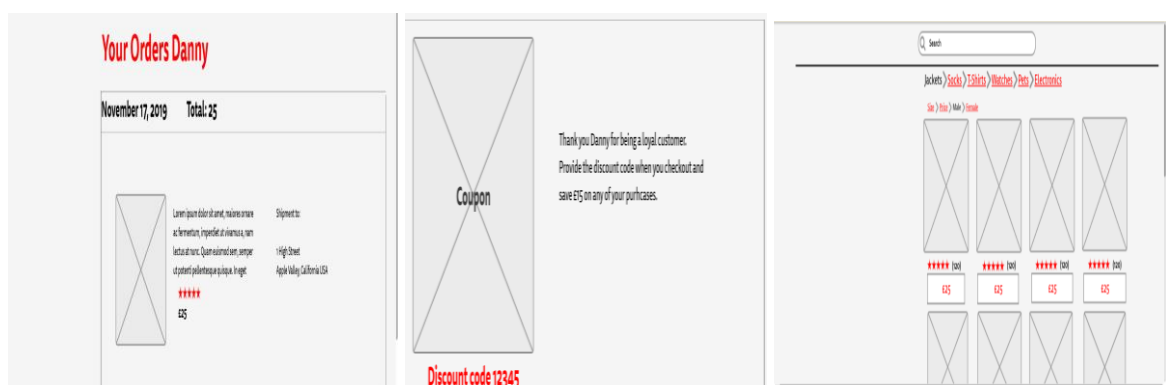 Your Orders Danny
November 17, 2019 Total: 25
Lorem ipsum dolor sit amet, maiores ornare
ac fermentum, imperdiet ut vivamus a, nam
lectus at nunc. Quam euismod sem, semper
ut potenti pellentesque quisque. In eget
★★★★★
£25
Shipment to:
1 High Street
Apple Valley, California USA
Coupon
Thank you Danny for being a loyal customer.
Provide the discount code when you checkout and
save £15 on any of your purhcases.
Discount code 12345
Search
Jackets > Socks > T-Shirts > Watches > Pets > Electronics
Size > Price > Male > Female
★★★★★ (120) ★★★★★ (120) ★★★★★ (120) ★★★★★ (120)
£25 £25 £25 £25